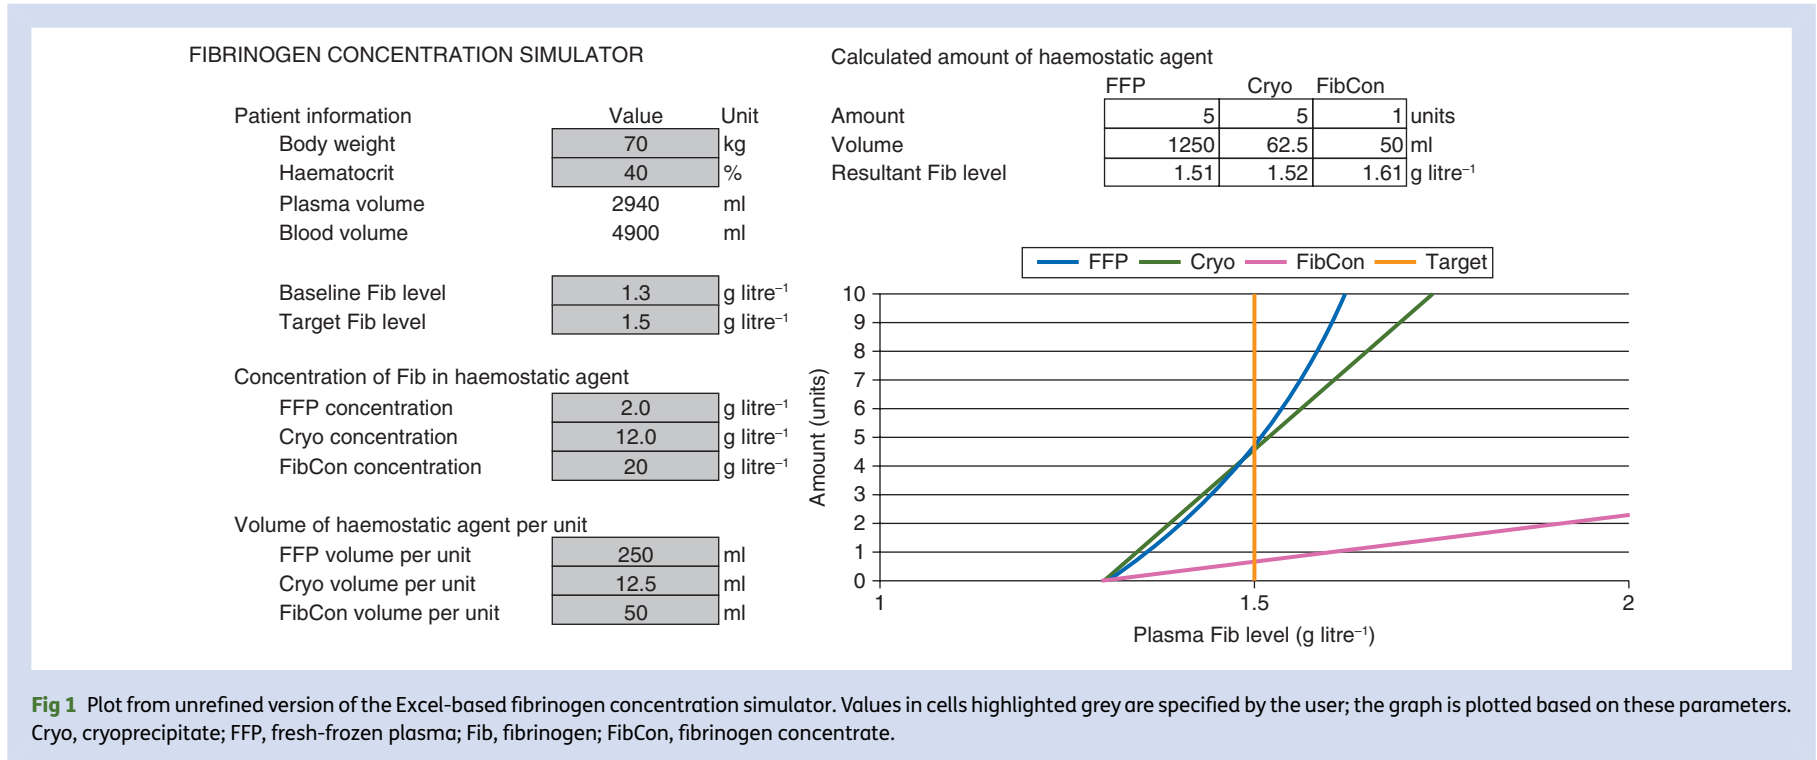 FIBRINOGEN CONCENTRATION SIMULATOR
Patient information Value Unit
Body weight 70 kg
Haematocrit 40 %
Plasma volume 2940 ml
Blood volume 4900 ml
Baseline Fib level 1.3 g litre⁻¹
Target Fib level 1.5 g litre⁻¹
Concentration of Fib in haemostatic agent
FFP concentration 2.0 g litre⁻¹
Cryo concentration 12.0 g litre⁻¹
FibCon concentration 20 g litre⁻¹
Volume of haemostatic agent per unit
FFP volume per unit 250 ml
Cryo volume per unit 12.5 ml
FibCon volume per unit 50 ml
Calculated amount of haemostatic agent
FFP Cryo FibCon
Amount 5 5 1 units
Volume 1250 62.5 50 ml
Resultant Fib level 1.51 1.52 1.61 g litre⁻¹
FFP Cryo FibCon Target
10
9
8
7
6
5
4
3
2
1
0
Amount (units)
1 1.5 2
Plasma Fib level (g litre⁻¹)
Fig 1 Plot from unrefined version of the Excel-based fibrinogen concentration simulator. Values in cells highlighted grey are specified by the user; the graph is plotted based on these parameters.
Cryo, cryoprecipitate; FFP, fresh-frozen plasma; Fib, fibrinogen; FibCon, fibrinogen concentrate.